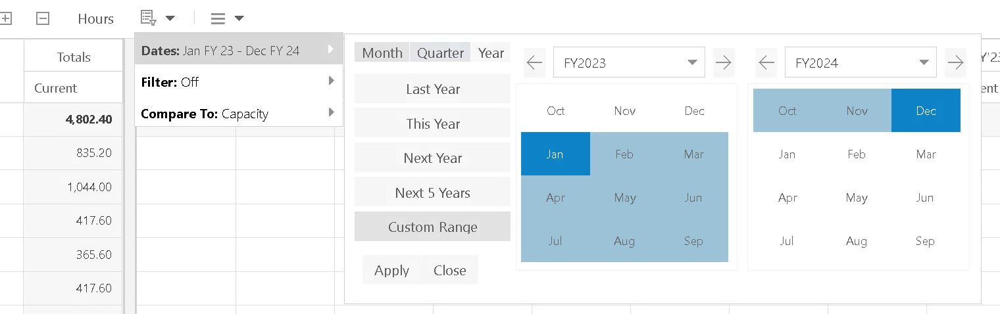 Hours
Totals
Current
4,802.40
835.20
1,044.00
417.60
365.60
417.60
Dates: Jan FY 23 - Dec FY 24
Filter: Off
Compare To: Capacity
Month Quarter Year
Last Year
This Year
Next Year
Next 5 Years
Custom Range
Apply Close
FY2023
Oct Nov Dec
Jan Feb Mar
Apr May Jun
Jul Aug Sep
FY2024
Oct Nov Dec
Jan Feb Mar
Apr May Jun
Jul Aug Sep
Y'23
ent